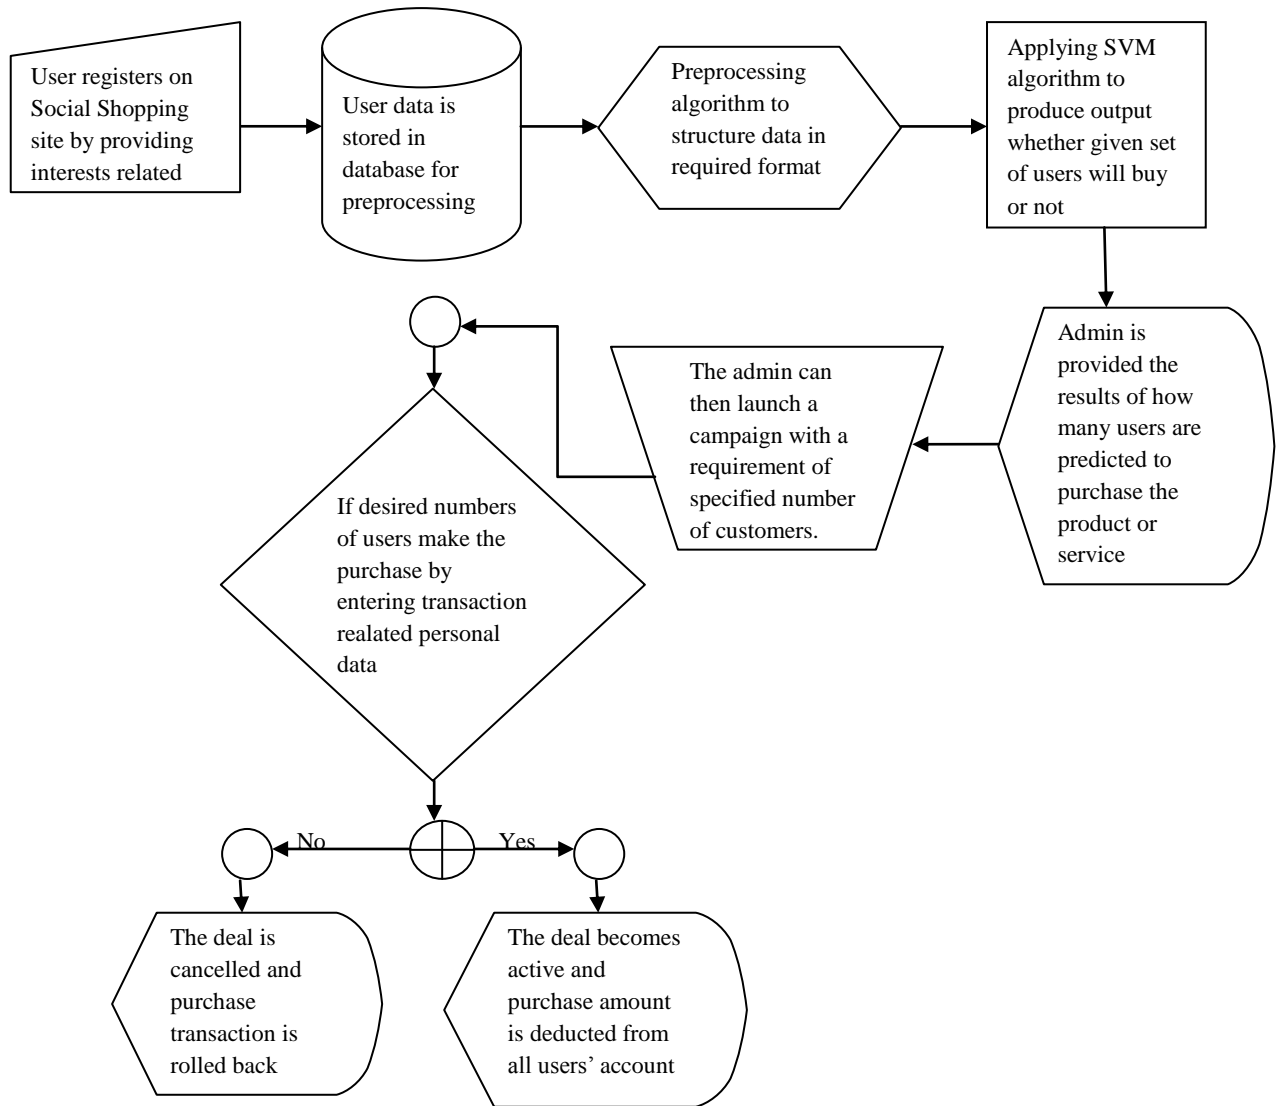 User registers on
Social Shopping
site by providing
interests related
User data is
stored in
database for
preprocessing
Preprocessing
algorithm to
structure data in
required format
Applying SVM
algorithm to
produce output
whether given set
of users will buy
or not
Admin is
provided the
results of how
many users are
predicted to
purchase the
product or
service
The admin can
then launch a
campaign with a
requirement of
specified number
of customers.
If desired numbers
of users make the
purchase by
entering transaction
realated personal
data
No
Yes
The deal is
cancelled and
purchase
transaction is
rolled back
The deal becomes
active and
purchase amount
is deducted from
all users’ account